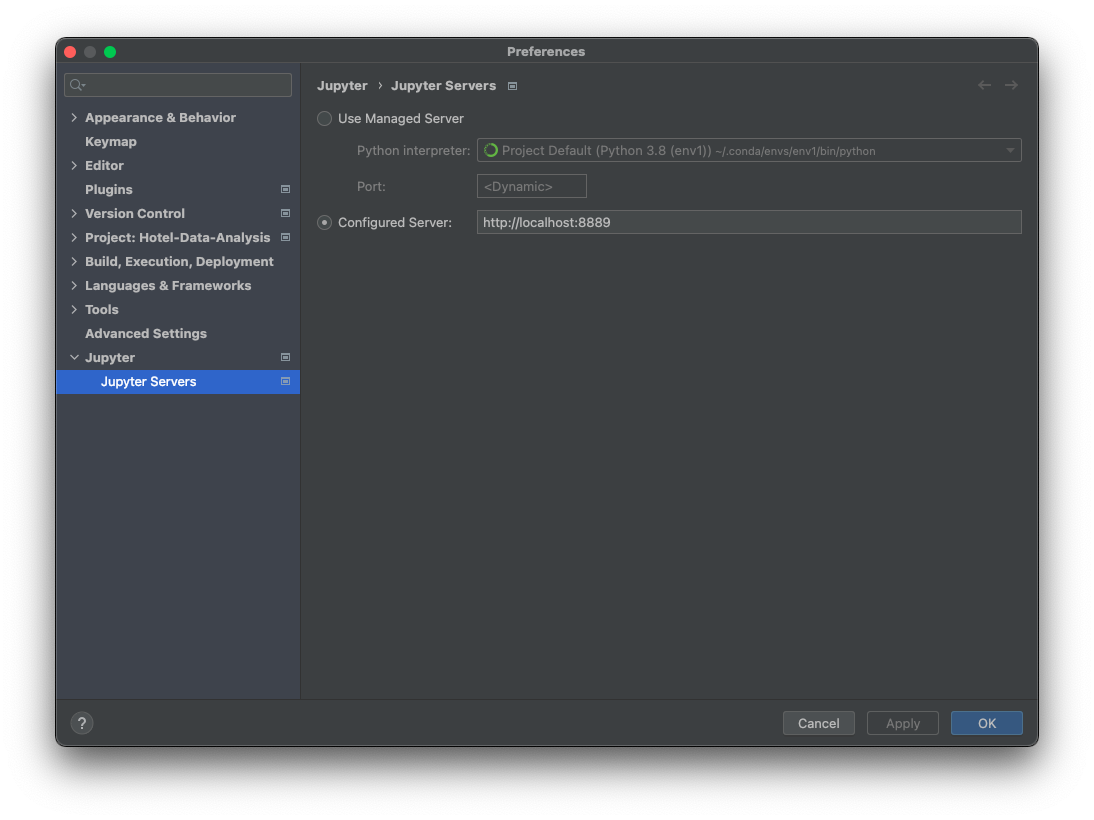 Preferences
Appearance & Behavior
Keymap
Editor
Plugins
Version Control
Project: Hotel-Data-Analysis
Build, Execution, Deployment
Languages & Frameworks
Tools
Advanced Settings
Jupyter
Jupyter Servers
Jupyter › Jupyter Servers
Use Managed Server
Python interpreter: Project Default (Python 3.8 (env1)) ~/.conda/envs/env1/bin/python
Port: <Dynamic>
Configured Server: http://localhost:8889
? Cancel Apply OK